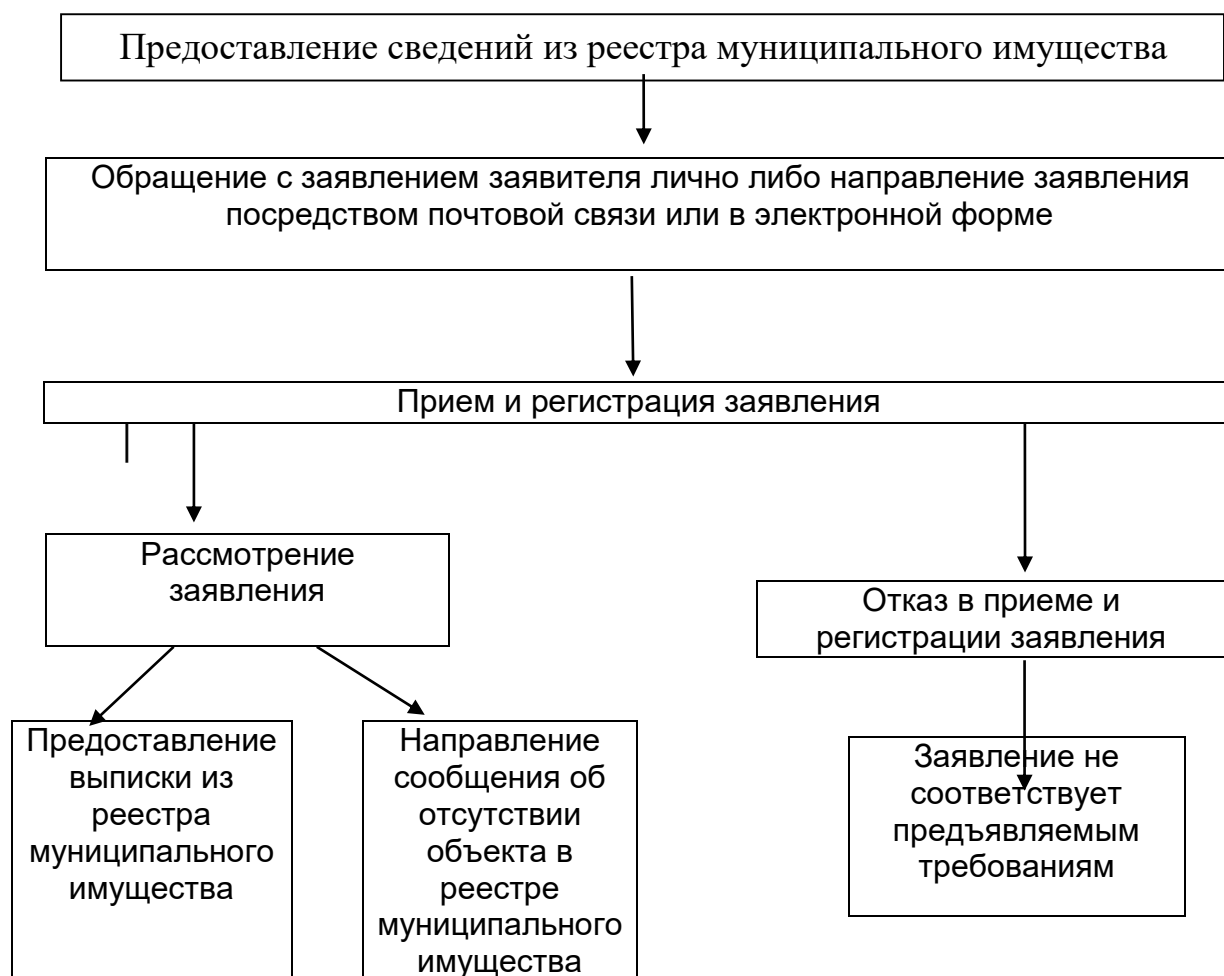 Предоставление сведений из реестра муниципального имущества
Обращение с заявлением заявителя лично либо направление заявления
посредством почтовой связи или в электронной форме
Прием и регистрация заявления
Рассмотрение
заявления
Отказ в приеме и
регистрации заявления
Предоставление
выписки из
реестра
муниципального
имущества
Направление
сообщения об
отсутствии
объекта в
реестре
муниципального
имущества
Заявление не
соответствует
предъявляемым
требованиям